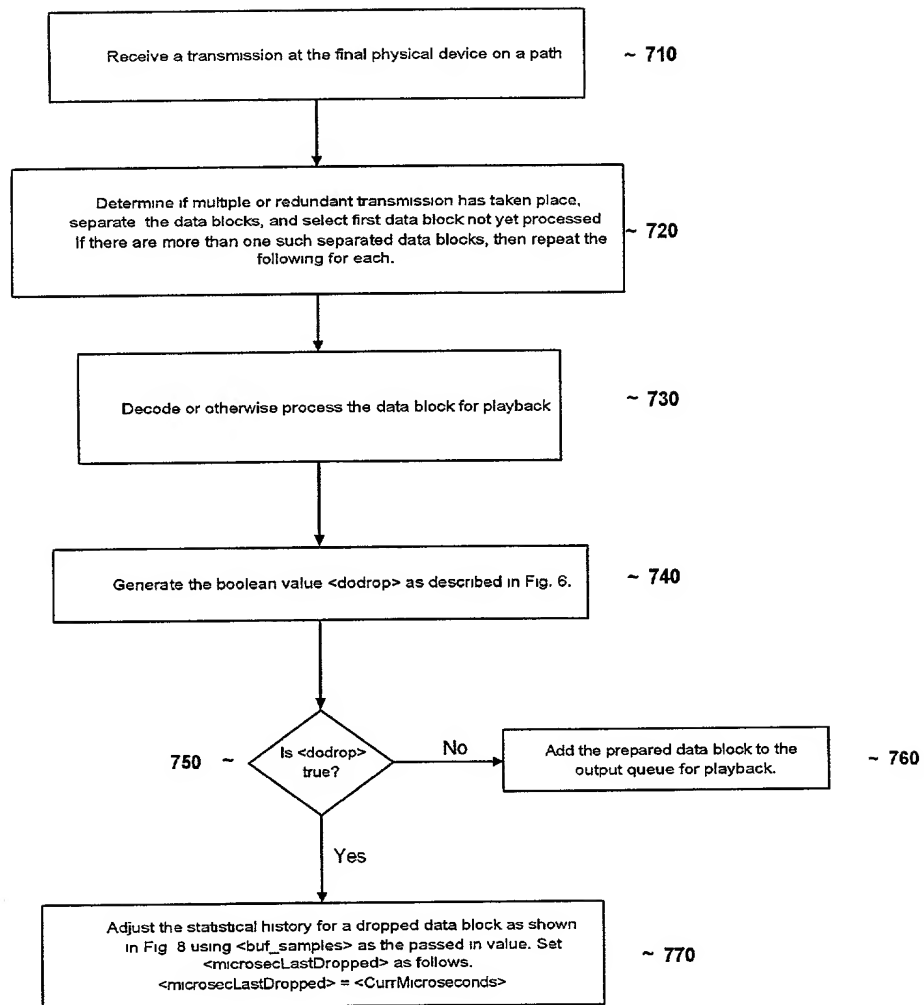 Receive a transmission at the final physical device on a path
~ 710
Determine if multiple or redundant transmission has taken place,
separate the data blocks, and select first data block not yet processed
If there are more than one such separated data blocks, then repeat the
following for each.
~ 720
Decode or otherwise process the data block for playback
~ 730
Generate the boolean value <dodrop> as described in Fig. 6.
~ 740
Is <dodrop>
true?
750 ~
No
Add the prepared data block to the
output queue for playback.
~ 760
Yes
Adjust the statistical history for a dropped data block as shown
in Fig 8 using <buf_samples> as the passed in value. Set
<microsecLastDropped> as follows.
<microsecLastDropped> = <CurrMicroseconds>
~ 770